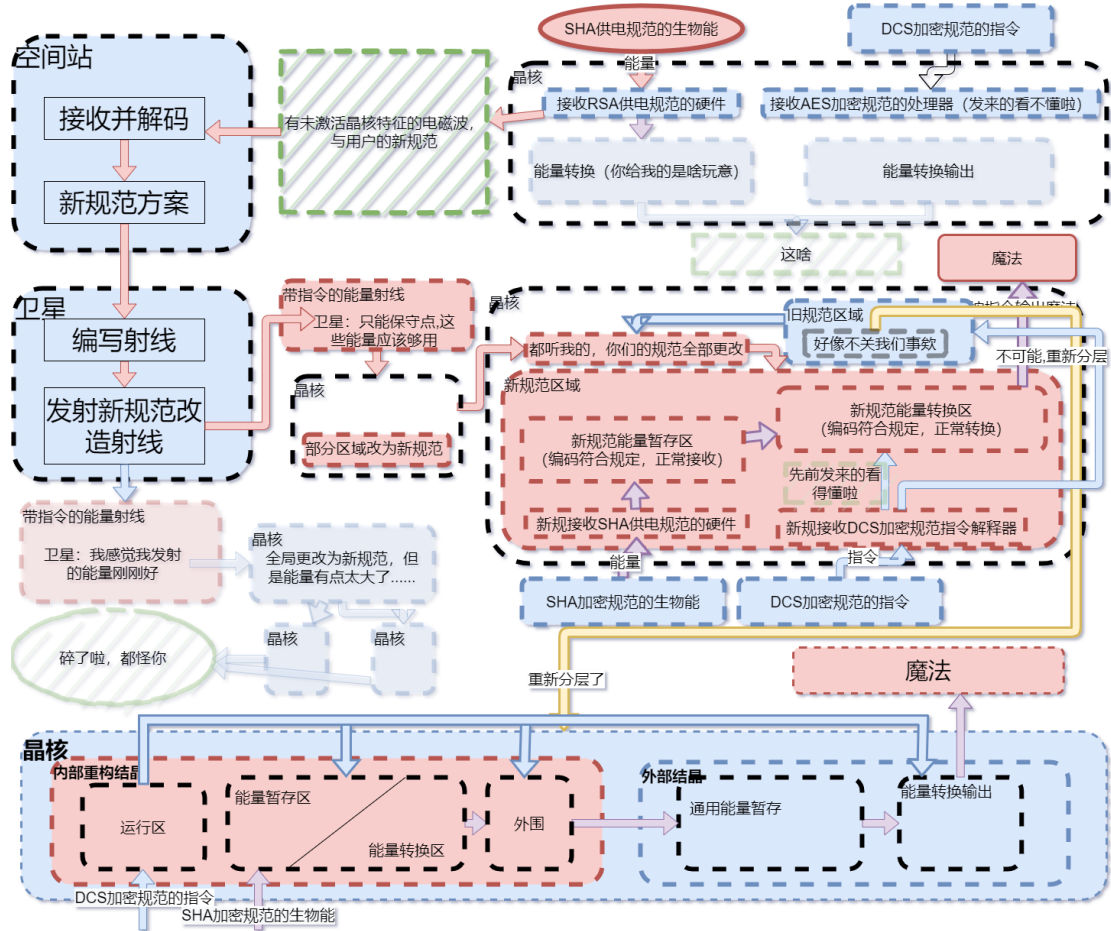 SHA供电规范的生物能
DCS加密规范的指令
空间站
接收并解码
新规范方案
有未激活晶核特征的电磁波,
与用户的新规范
能量
晶核
接收RSA供电规范的硬件
接收AES加密规范的处理器（发来的看不懂啦）
能量转换（你给我的是啥玩意）
能量转换输出
这啥
魔法
卫星
编写射线
发射新规范改
造射线
带指令的能量射线
卫星：只能保守点,这
些能量应该够用
晶核
部分区域改为新规范
晶核
旧规范区域
好像不关我们事欸
都听我的，你们的规范全部更改
不可能,重新分层
新规范区域
新规范能量暂存区
(编码符合规定，正常接收)
新规范能量转换区
(编码符合规定，正常转换)
先前发来的看
得懂啦
新规接收SHA供电规范的硬件
新规接收DCS加密规范指令解释器
能量
指令
SHA加密规范的生物能
DCS加密规范的指令
带指令的能量射线
卫星：我感觉我发射
的能量刚刚好
晶核
全局更改为新规范，但
是能量有点太大了......
晶核
晶核
碎了啦，都怪你
重新分层了
魔法
晶核
内部重构结晶
运行区
能量暂存区
能量转换区
外围
外部结晶
通用能量暂存
能量转换输出
DCS加密规范的指令
SHA加密规范的生物能